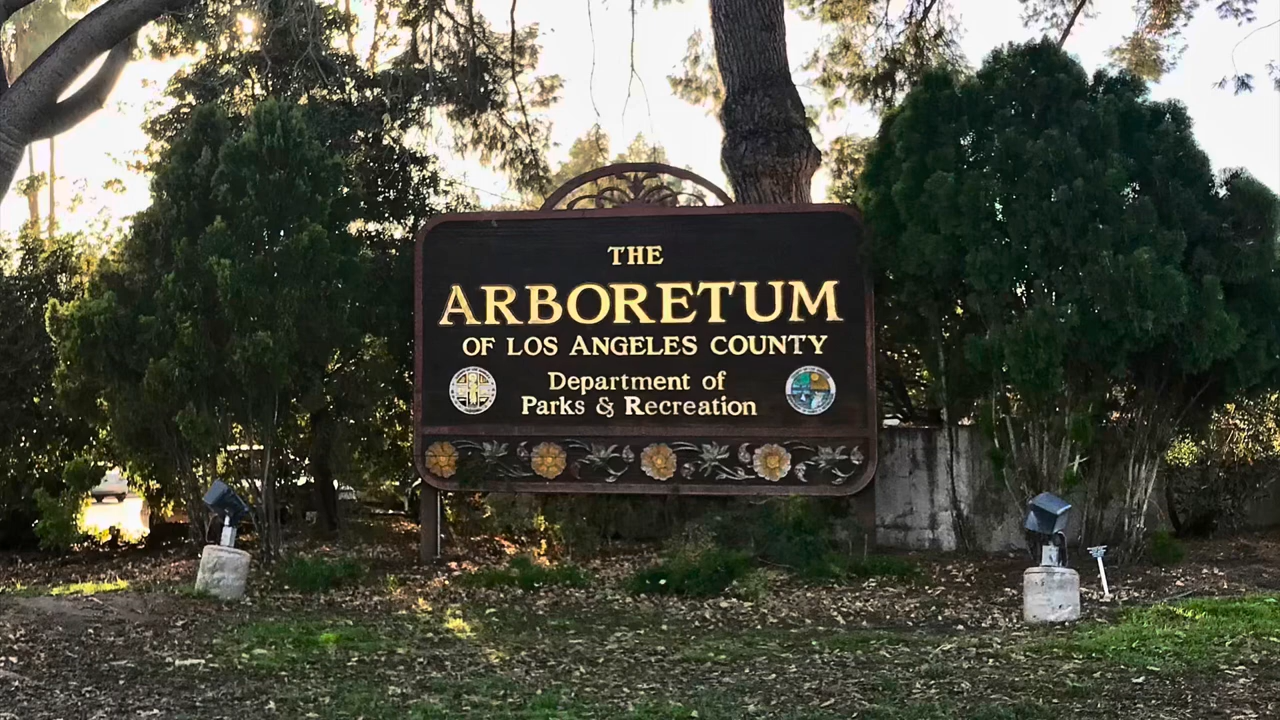 THE
ARBORETUM
OF LOS ANGELES COUNTY
Department of
Parks & Recreation